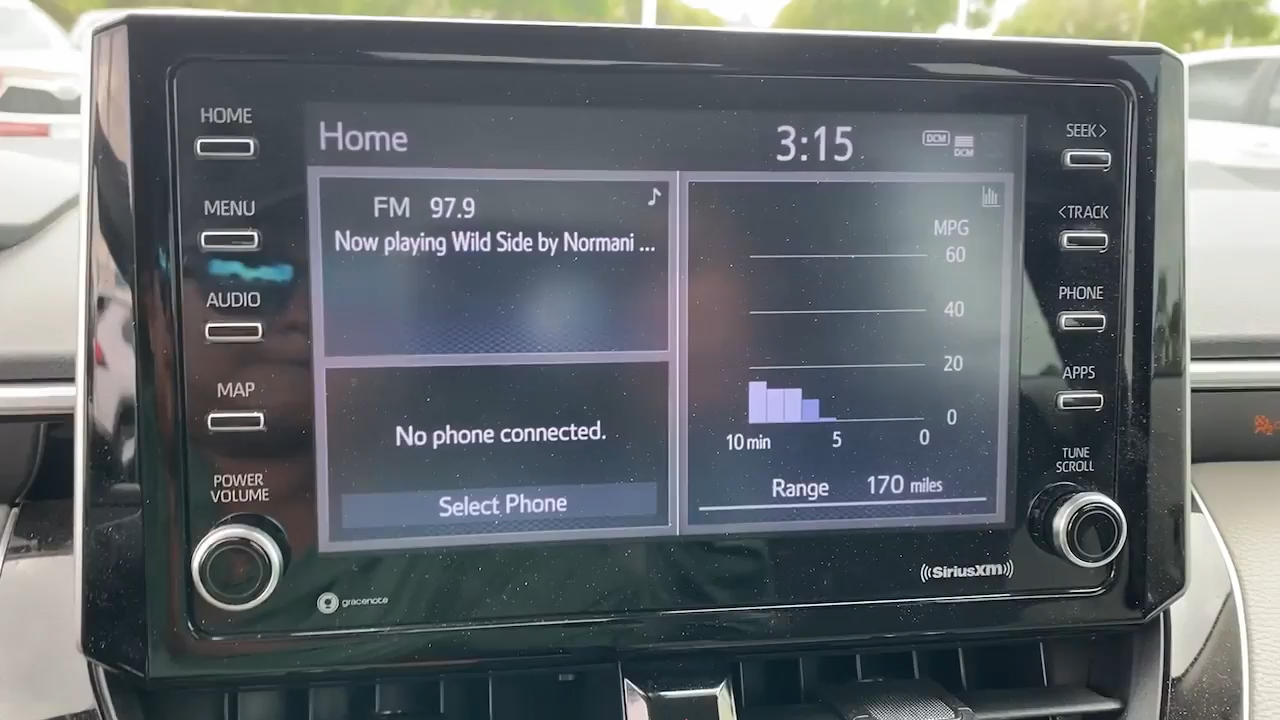 HOME
MENU
AUDIO
MAP
POWER
VOLUME
Home
3:15
DCM
DCM
FM 97.9
Now playing Wild Side by Normani ...
No phone connected.
Select Phone
MPG
60
40
20
0
10 min 5 0
Range 170 miles
SEEK >
< TRACK
PHONE
APPS
TUNE
SCROLL
gracenote
((SiriusXM))